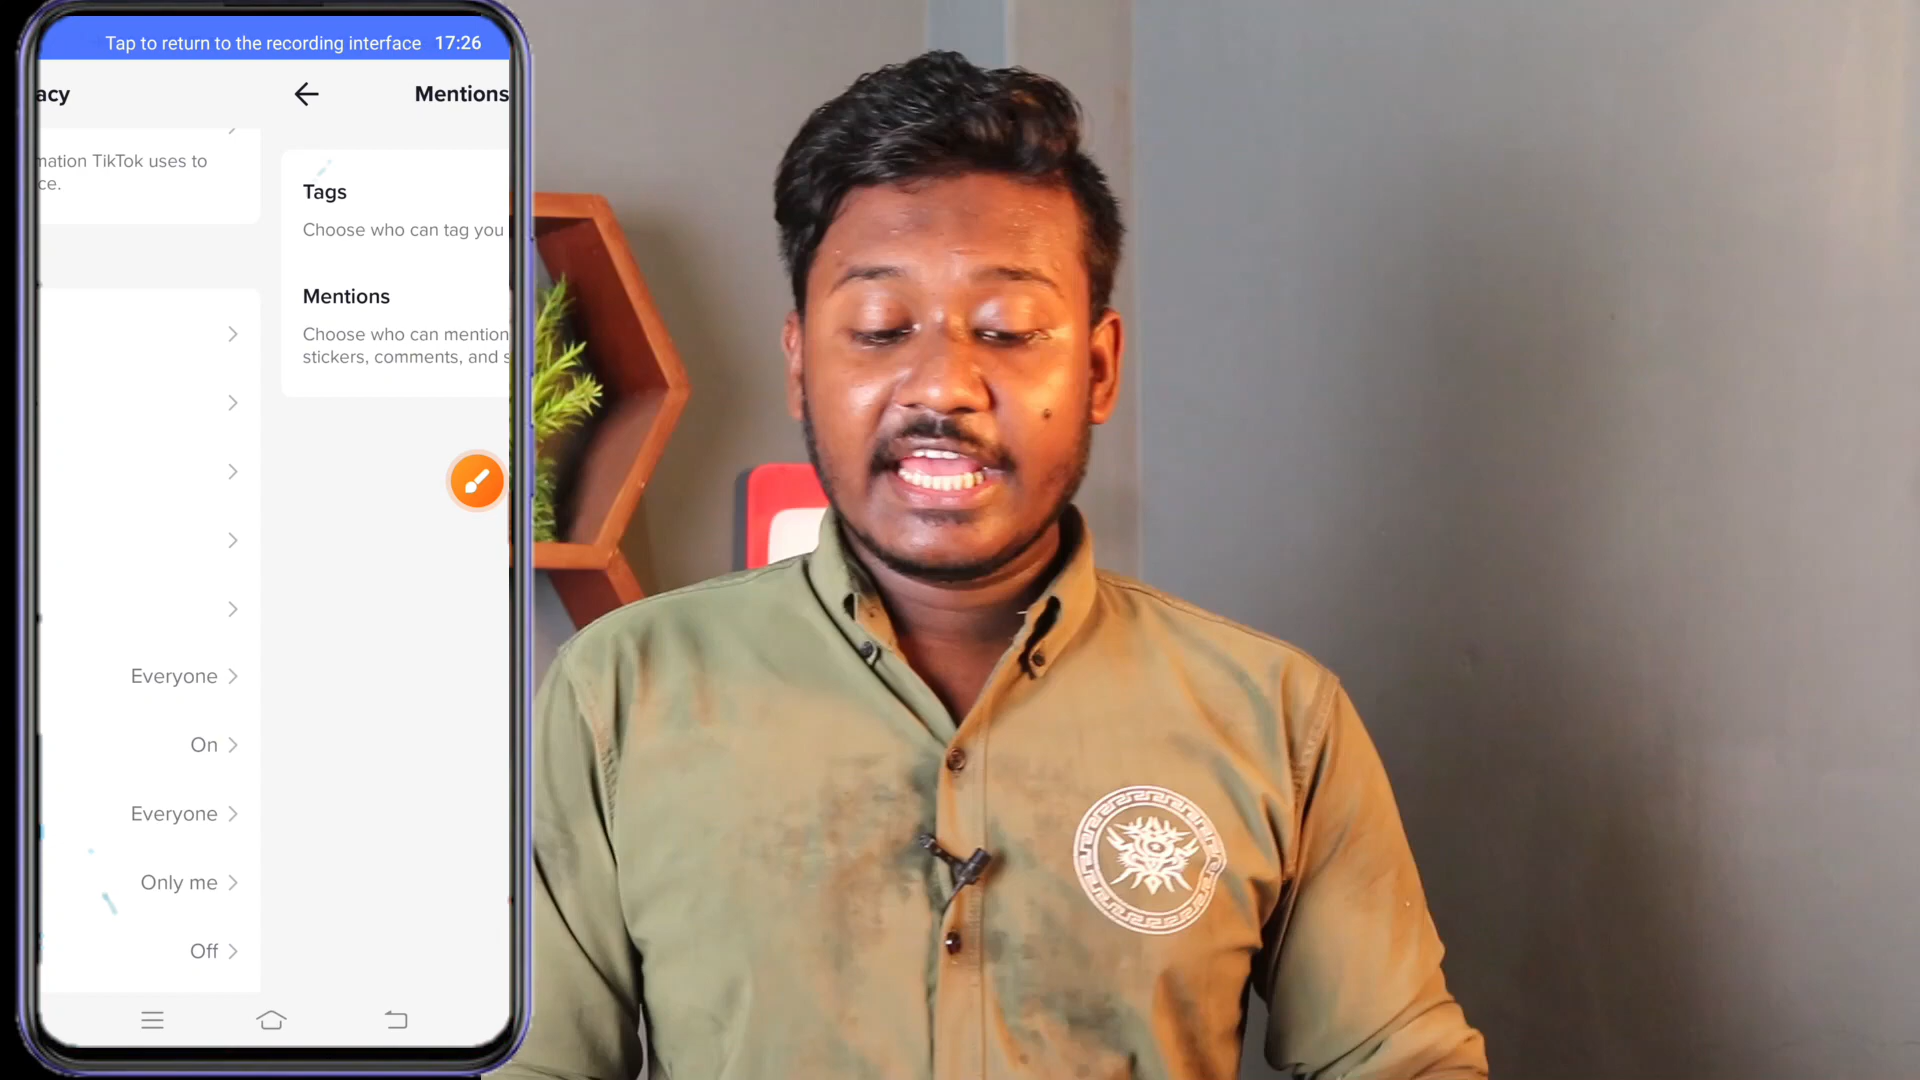 Tap to return to the recording interface 17:26
acy
Mentions
mation TikTok uses to
ce.
Tags
Choose who can tag you
Mentions
Choose who can mention
stickers, comments, and s
Everyone
On
Everyone
Only me
Off